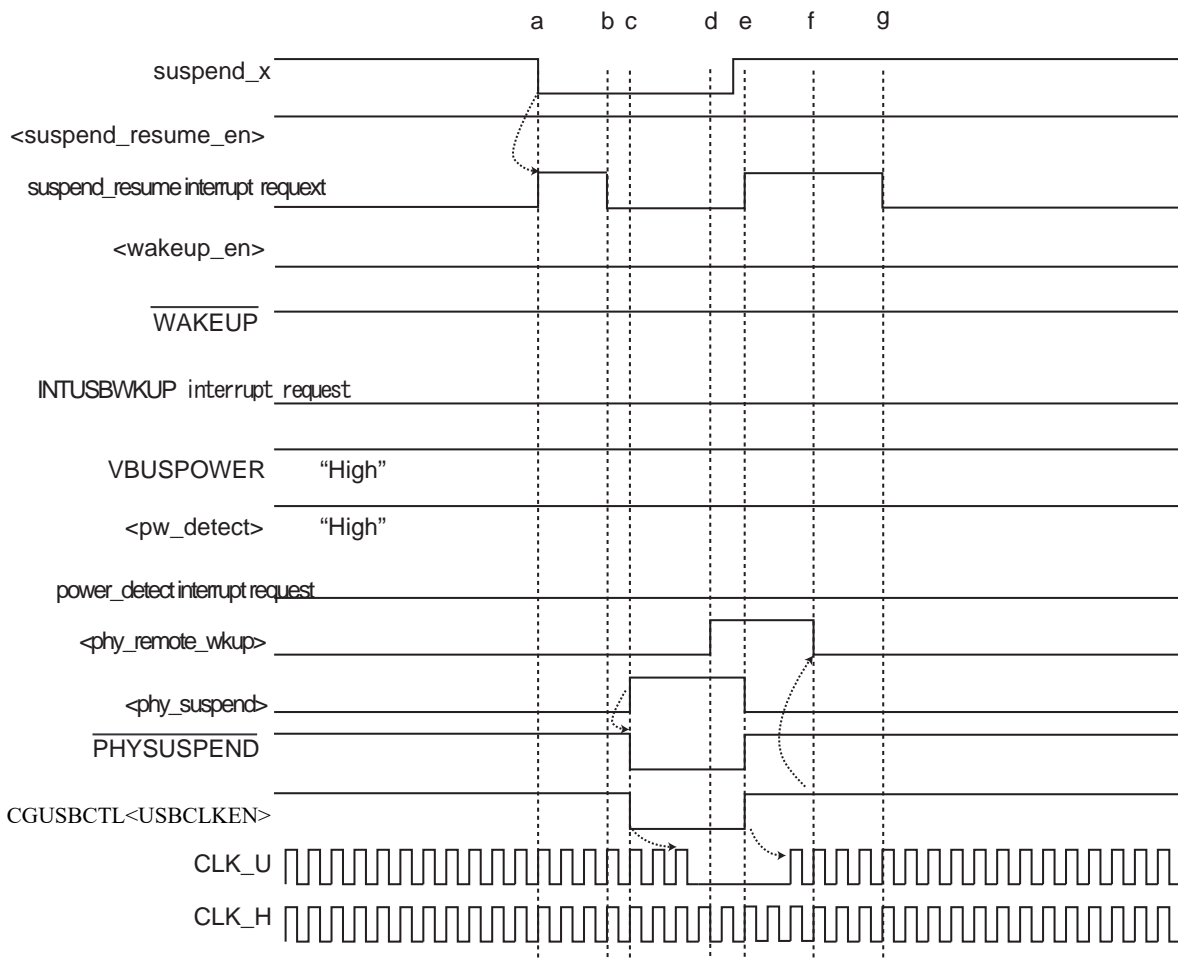 a b c d e f g
suspend_x
<suspend_resume_en>
suspend_resume interrupt requext
<wakeup_en>
WAKEUP
INTUSBWKUP interrupt request
VBUSPOWER “High”
<pw_detect> “High”
power_detect interrupt request
<phy_remote_wkup>
<phy_suspend>
PHYSUSPEND
CGUSBCTL<USBCLKEN>
CLK_U
CLK_H